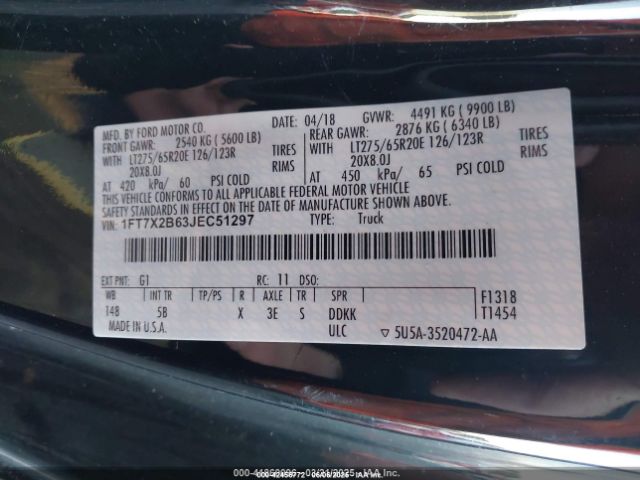 MFD. BY FORD MOTOR CO.
DATE: 04/18 GVWR: 4491 KG ( 9900 LB)
FRONT GAWR: 2540 KG ( 5600 LB)
REAR GAWR: 2876 KG ( 6340 LB)
WITH LT275/65R20E 126/123R TIRES
20X8.0J RIMS
AT 420 kPa/ 60 PSI COLD
WITH LT275/65R20E 126/123R TIRES
20X8.0J RIMS
AT 450 kPa/ 65 PSI COLD
THIS VEHICLE CONFORMS TO ALL APPLICABLE FEDERAL MOTOR VEHICLE
SAFETY STANDARDS IN EFFECT ON THE DATE OF MANUFACTURE SHOWN ABOVE.
VIN: 1FT7X2B63JEC51297 TYPE: Truck
EXT PNT: G1 RC: 11 DSO:
WB INT TR TP/PS R AXLE TR SPR F1318
148 5B X 3E S DDKK T1454
MADE IN U.S.A. ULC ▽ 5U5A-3520472-AA
42458772 06/06/2025